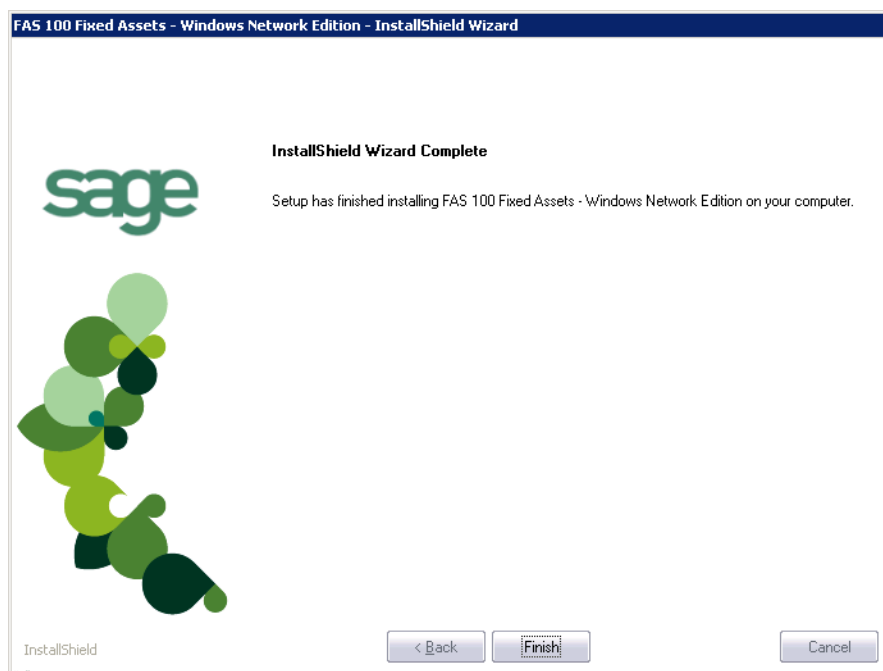 FAS 100 Fixed Assets - Windows Network Edition - InstallShield Wizard
InstallShield Wizard Complete
sage
Setup has finished installing FAS 100 Fixed Assets - Windows Network Edition on your computer.
InstallShield
< Back
Finish
Cancel